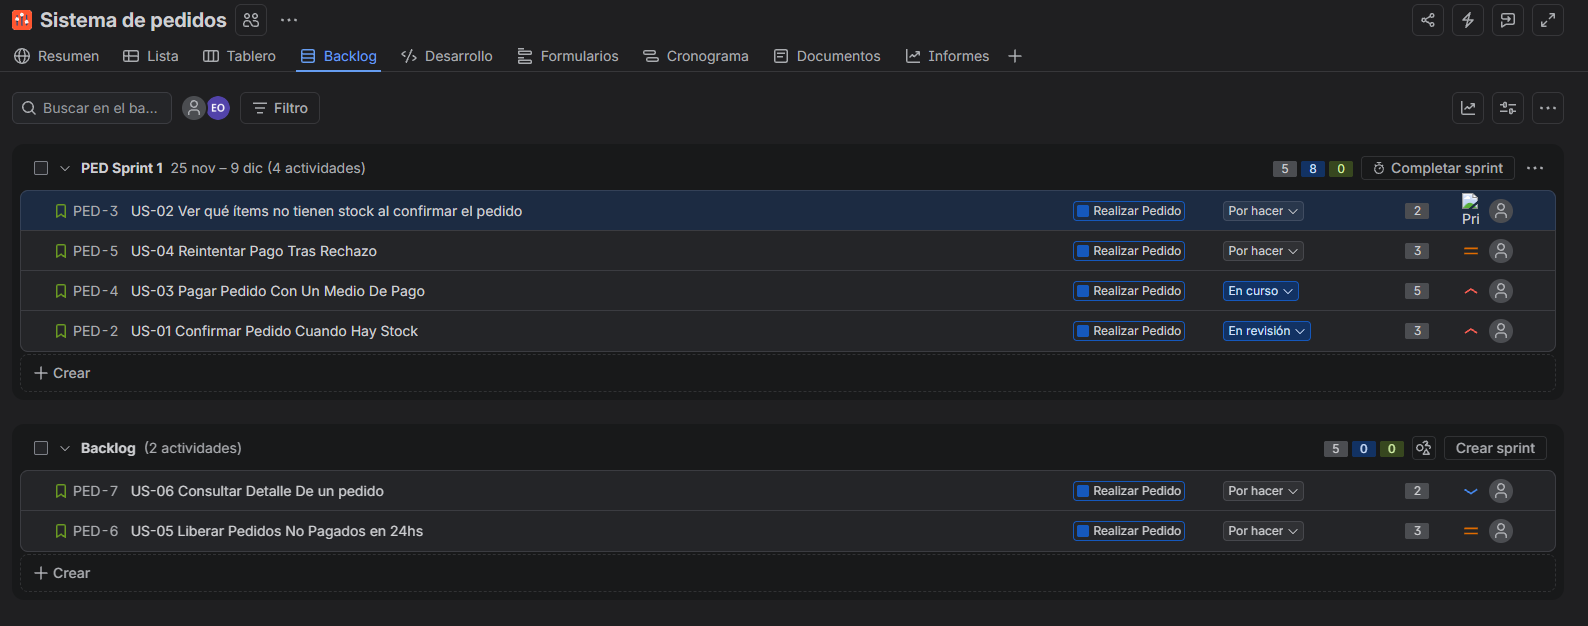 Sistema de pedidos
Resumen Lista Tablero Backlog Desarrollo Formularios Cronograma Documentos Informes
Buscar en el ba... EO Filtro
PED Sprint 1 25 nov – 9 dic (4 actividades) 5 8 0 Completar sprint
PED-3 US-02 Ver qué ítems no tienen stock al confirmar el pedido Realizar Pedido Por hacer 2 Pri
PED-5 US-04 Reintentar Pago Tras Rechazo Realizar Pedido Por hacer 3
PED-4 US-03 Pagar Pedido Con Un Medio De Pago Realizar Pedido En curso 5
PED-2 US-01 Confirmar Pedido Cuando Hay Stock Realizar Pedido En revisión 3
Crear
Backlog (2 actividades) 5 0 0 Crear sprint
PED-7 US-06 Consultar Detalle De un pedido Realizar Pedido Por hacer 2
PED-6 US-05 Liberar Pedidos No Pagados en 24hs Realizar Pedido Por hacer 3
Crear